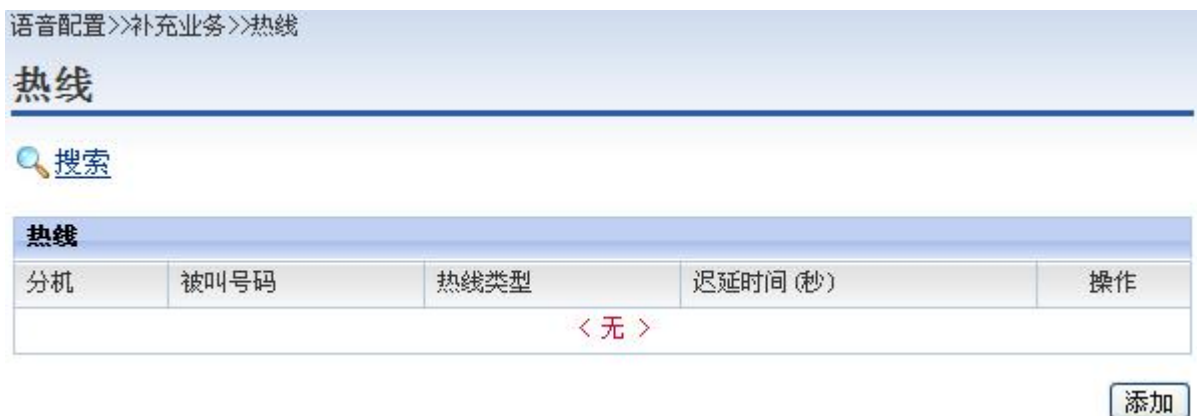 语音配置>>补充业务>>热线
热线
搜索
热线
分机 被叫号码 热线类型 迟延时间(秒) 操作
< 无 >
添加